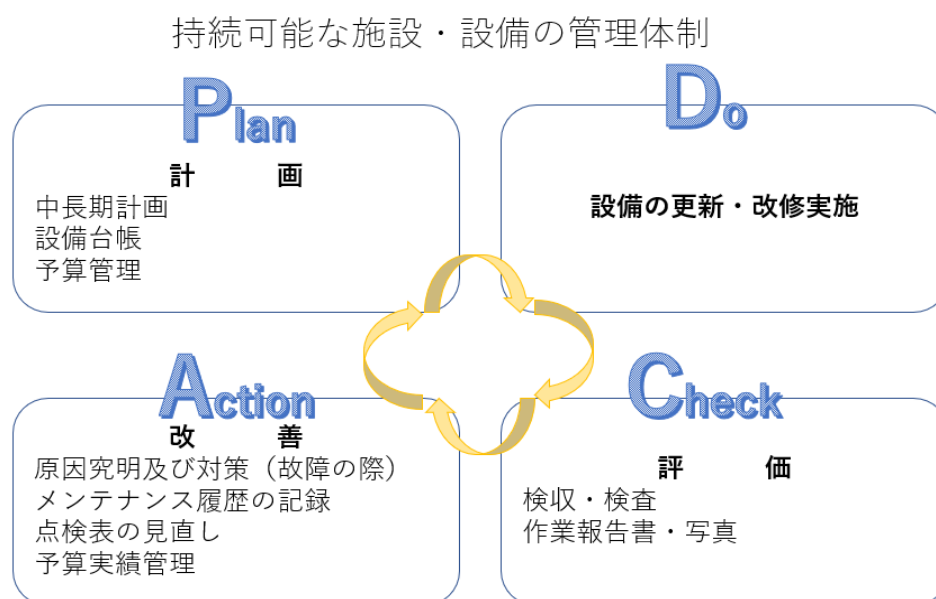 持続可能な施設・設備の管理体制
Plan
計 画
中長期計画
設備台帳
予算管理
Do
設備の更新・改修実施
Action
改 善
原因究明及び対策（故障の際）
メンテナンス履歴の記録
点検表の見直し
予算実績管理
Check
評 価
検収・検査
作業報告書・写真